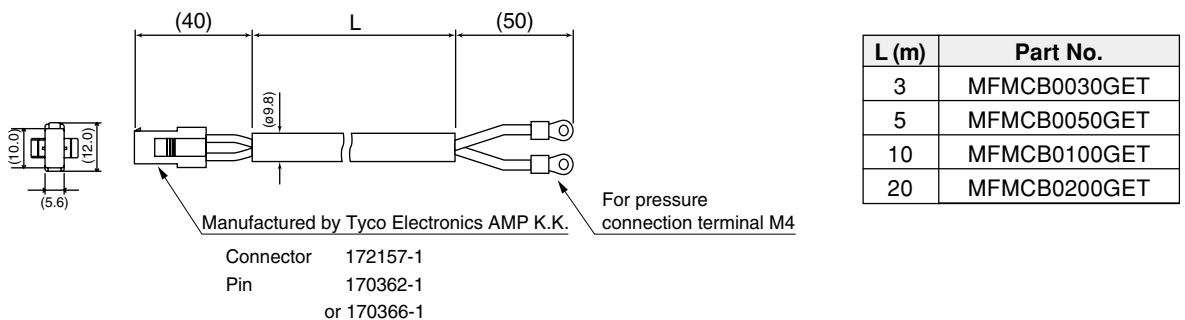 (40) L (50)
(ø9.8)
(10.0)
(12.0)
(5.6)
Manufactured by Tyco Electronics AMP K.K.
Connector 172157-1
Pin 170362-1
or 170366-1
For pressure
connection terminal M4
L (m) Part No.
3 MFMCB0030GET
5 MFMCB0050GET
10 MFMCB0100GET
20 MFMCB0200GET